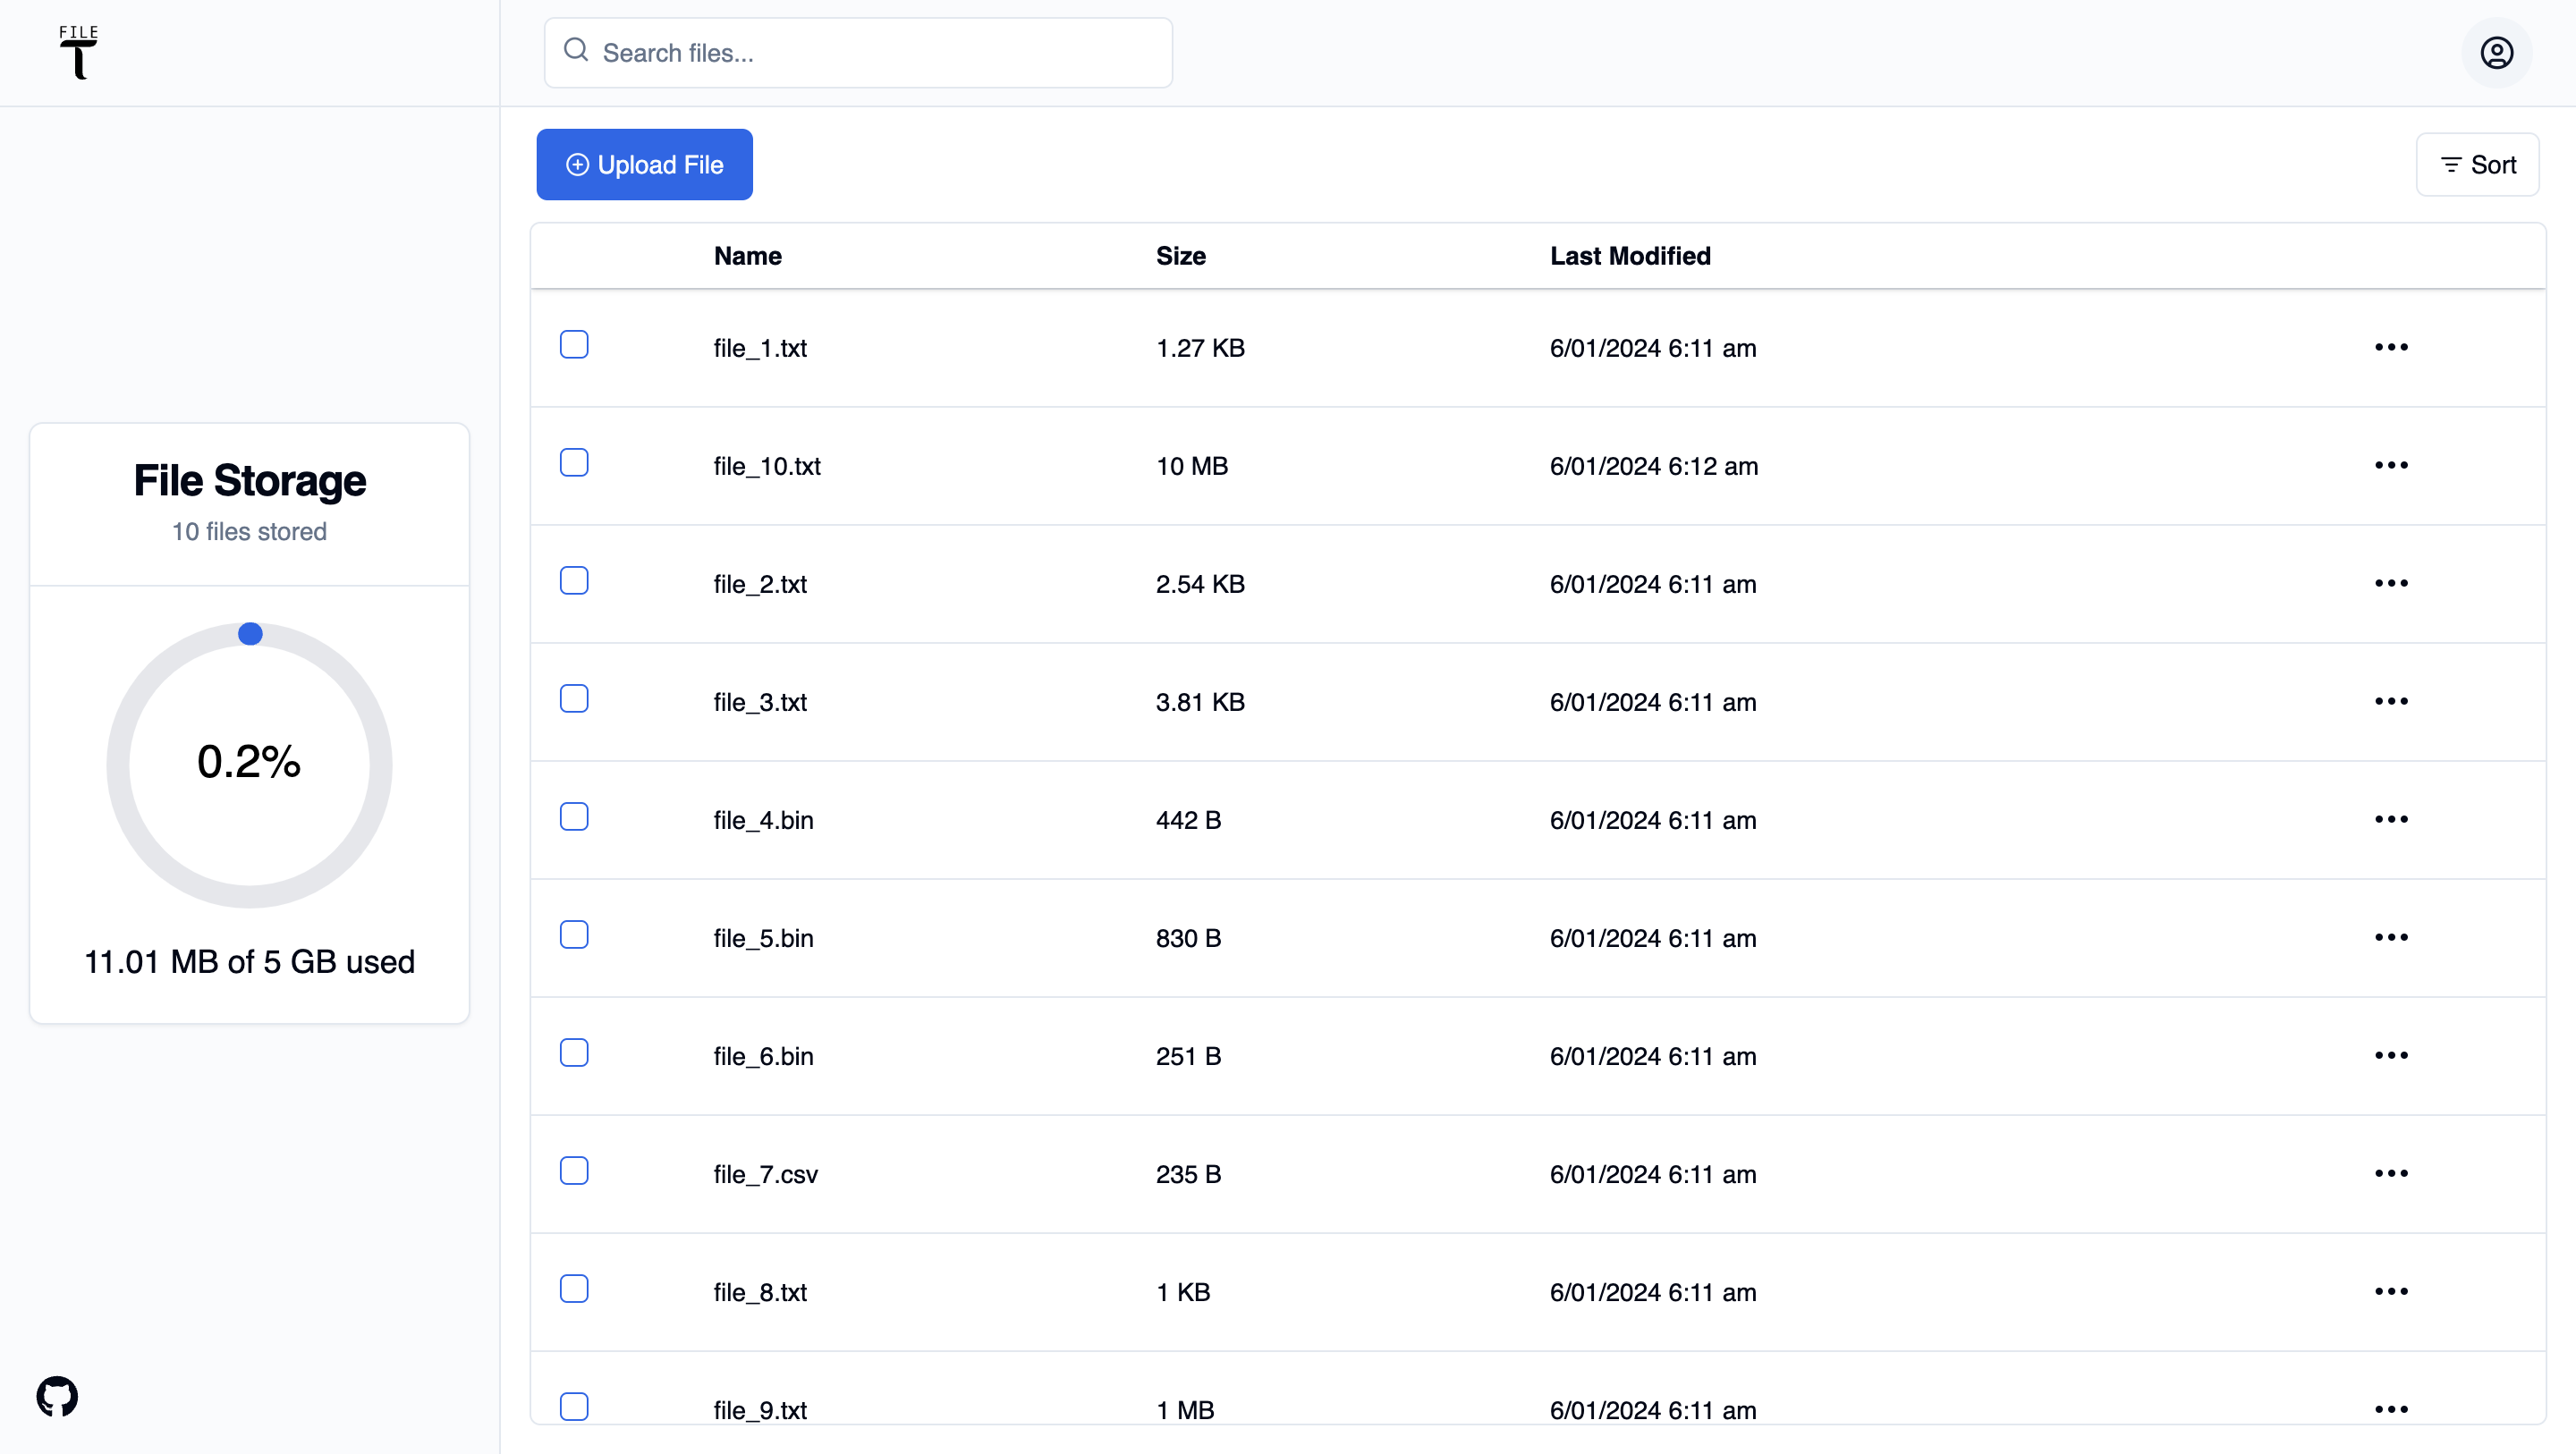 FILE
T
Search files...
Upload File
Sort
Name Size Last Modified
file_1.txt 1.27 KB 6/01/2024 6:11 am
file_10.txt 10 MB 6/01/2024 6:12 am
file_2.txt 2.54 KB 6/01/2024 6:11 am
file_3.txt 3.81 KB 6/01/2024 6:11 am
file_4.bin 442 B 6/01/2024 6:11 am
file_5.bin 830 B 6/01/2024 6:11 am
file_6.bin 251 B 6/01/2024 6:11 am
file_7.csv 235 B 6/01/2024 6:11 am
file_8.txt 1 KB 6/01/2024 6:11 am
file_9.txt 1 MB 6/01/2024 6:11 am
File Storage
10 files stored
0.2%
11.01 MB of 5 GB used